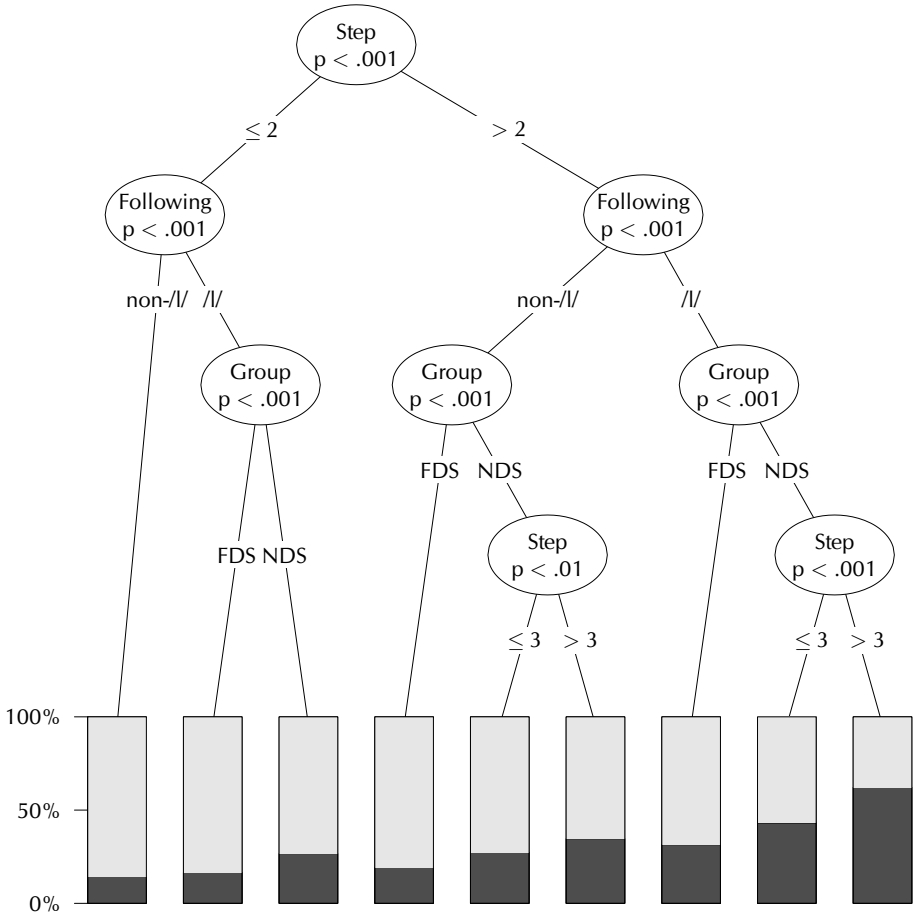 Step
p < .001
≤ 2
> 2
Following
p < .001
Following
p < .001
non-/l/
/l/
non-/l/
/l/
Group
p < .001
Group
p < .001
Group
p < .001
FDS
NDS
FDS
NDS
Step
p < .01
Step
p < .001
FDS
NDS
≤ 3
> 3
≤ 3
> 3
100%
50%
0%